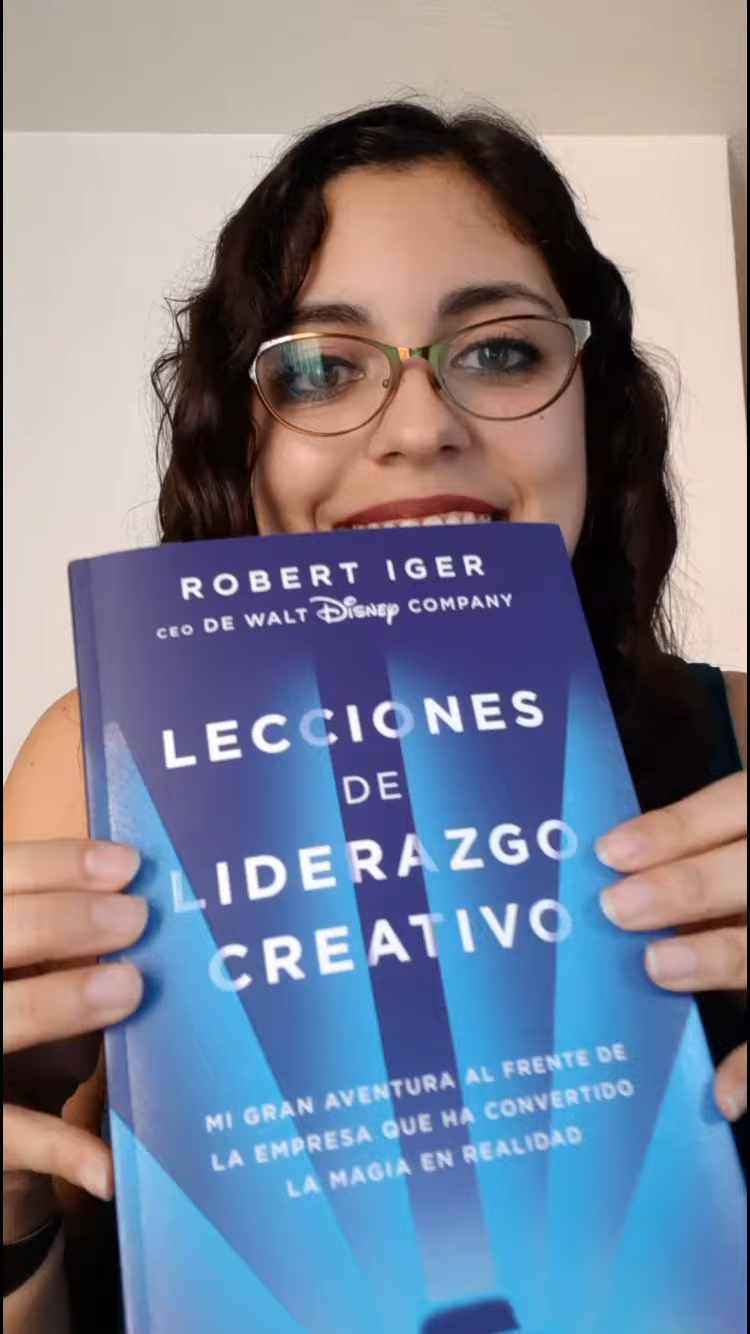 ROBERT IGER
CEO DE WALT Disney COMPANY
LECCIONES
DE
LIDERAZGO
CREATIVO
MI GRAN AVENTURA AL FRENTE DE
LA EMPRESA QUE HA CONVERTIDO
LA MAGIA EN REALIDAD